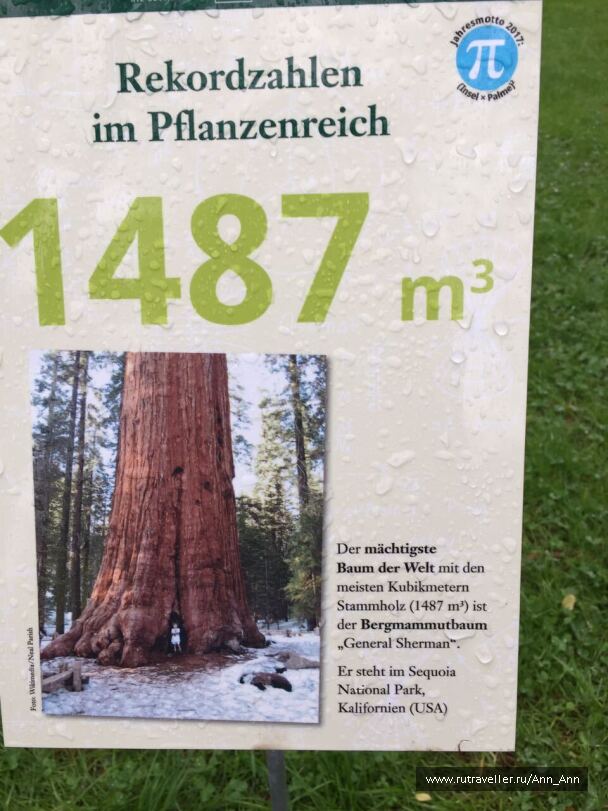 Jahresmotto 2017:
π
(Insel × Palme)²
Rekordzahlen
im Pflanzenreich
1487 m³
Der mächtigste
Baum der Welt mit den
meisten Kubikmetern
Stammholz (1487 m³) ist
der Bergmammutbaum
„General Sherman“.
Er steht im Sequoia
National Park,
Kalifornien (USA)
Foto: Wikimedia/Neal Parish
www.rutraveller.ru/Ann_Ann